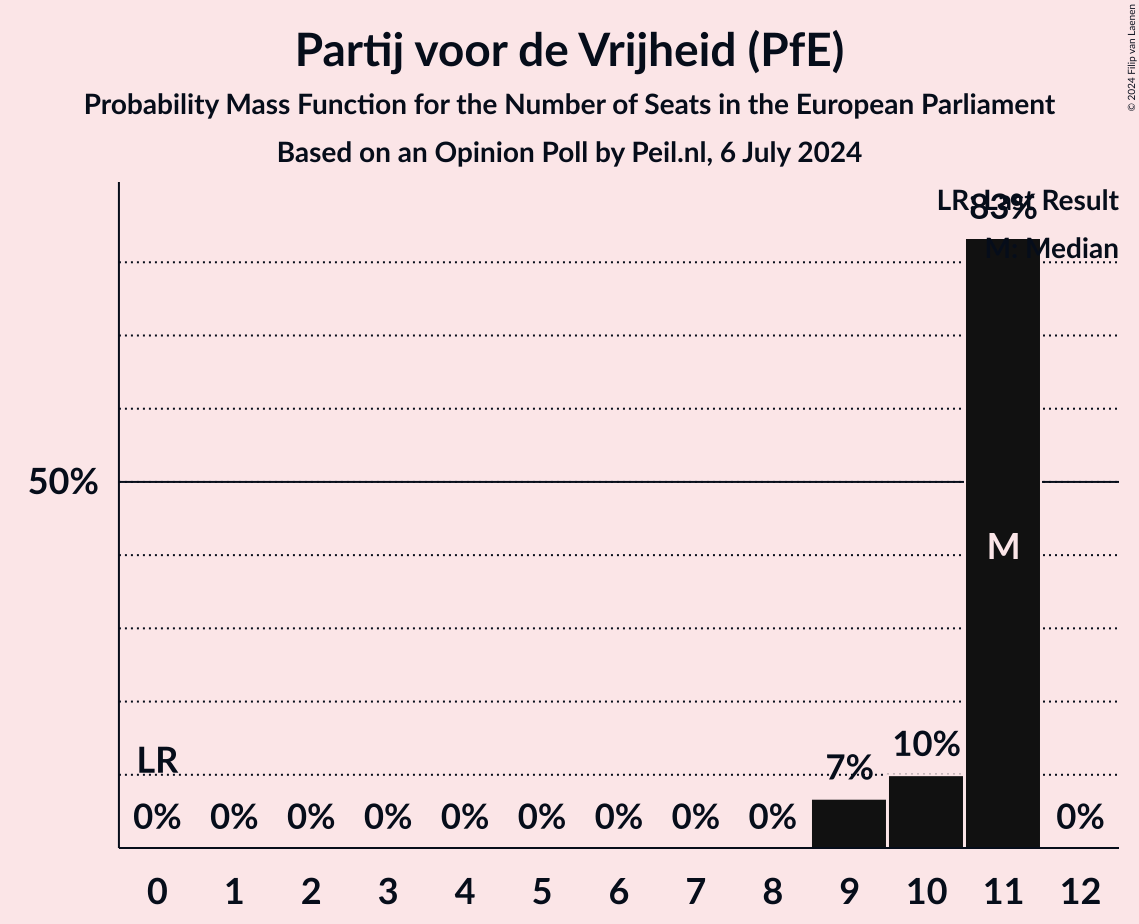 Partij voor de Vrijheid (PfE)
Probability Mass Function for the Number of Seats in the European Parliament
Based on an Opinion Poll by Peil.nl, 6 July 2024
© 2024 Filip van Laenen
LR: Last Result
83%
M: Median
50%
M
LR
10%
7%
0% 0% 0% 0% 0% 0% 0% 0% 0% 0%
0 1 2 3 4 5 6 7 8 9 10 11 12